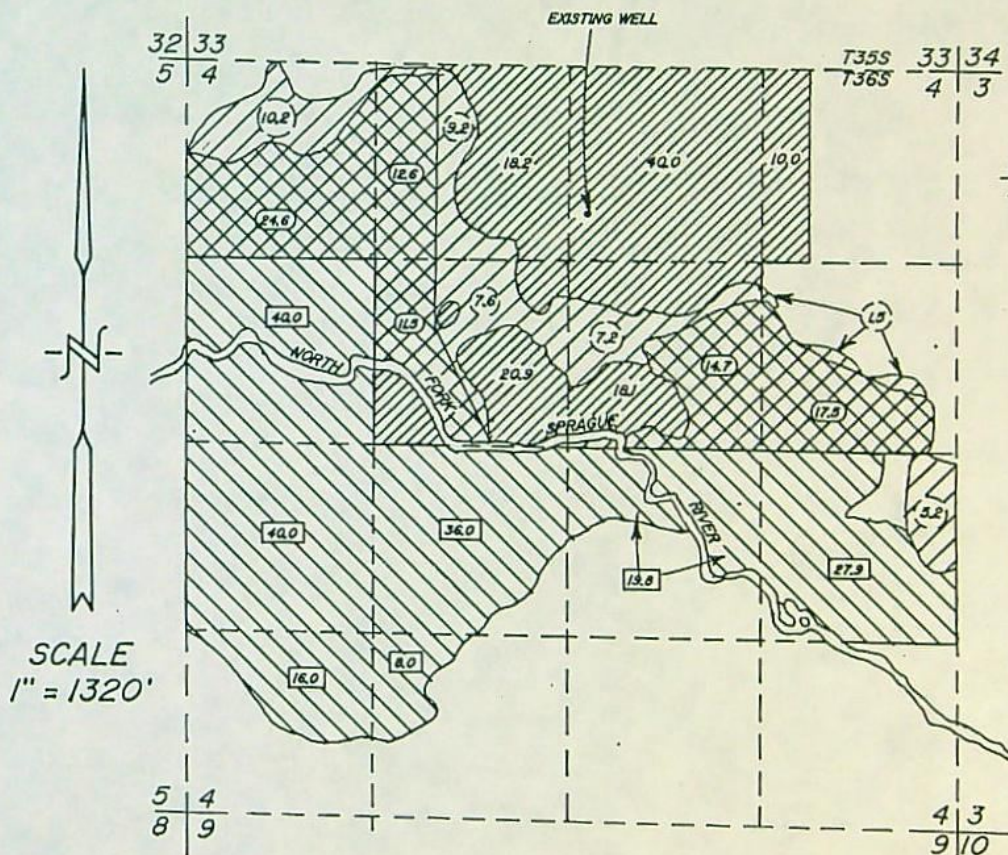 EXISTING WELL
32 33
5 4
T35S 33 34
T36S 4 3
10.2
9.2
18.2
40.0
10.0
12.6
24.6
40.0
11.5
7.6
7.2
1.5
NORTH
FORK
20.9
18.1
14.7
17.5
SPRAGUE
RIVER
40.0
36.0
5.2
19.8
27.9
16.0
8.0
N
SCALE
1" = 1320'
5 4
8 9
4 3
9 10